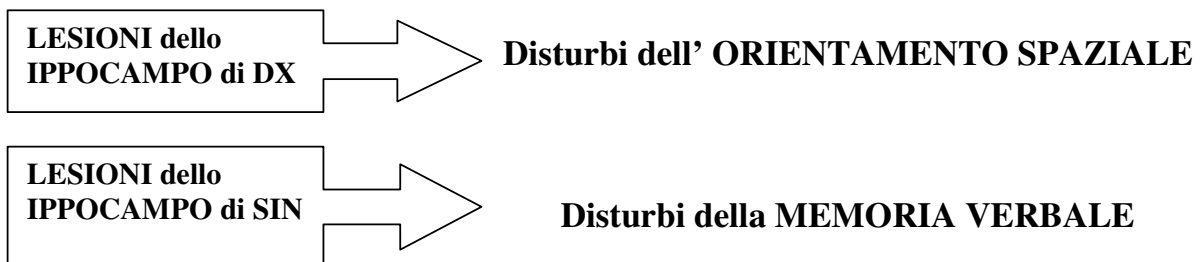 LESIONI dello
IPPOCAMPO di DX
Disturbi dell’ ORIENTAMENTO SPAZIALE
LESIONI dello
IPPOCAMPO di SIN
Disturbi della MEMORIA VERBALE